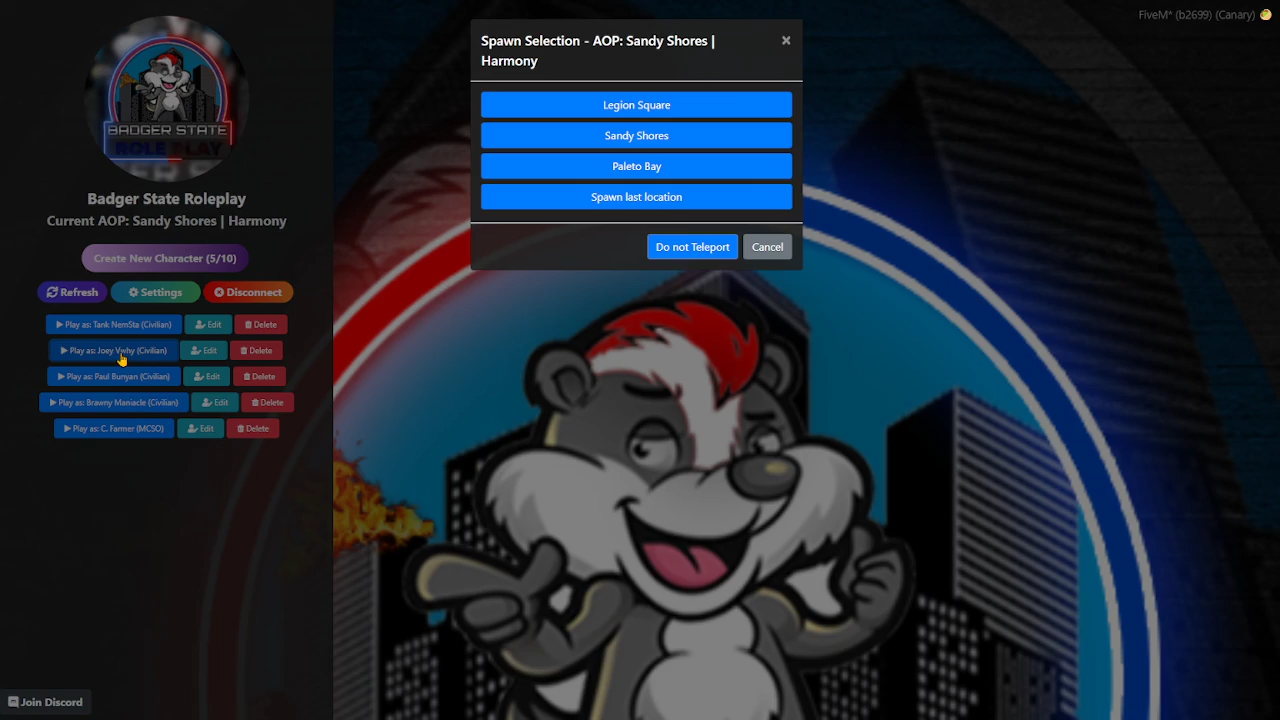 FiveM* (b2699) (Canary)
BADGER STATE
ROLE PLAY
Badger State Roleplay
Current AOP: Sandy Shores | Harmony
Create New Character (5/10)
Refresh Settings Disconnect
Play as: Tank NemSta (Civilian) Edit Delete
Play as: Joey Vwhy (Civilian) Edit Delete
Play as: Paul Bunyan (Civilian) Edit Delete
Play as: Brawny Maniacle (Civilian) Edit Delete
Play as: C. Farmer (MCSO) Edit Delete
Join Discord
Spawn Selection - AOP: Sandy Shores |
Harmony
×
Legion Square
Sandy Shores
Paleto Bay
Spawn last location
Do not Teleport Cancel